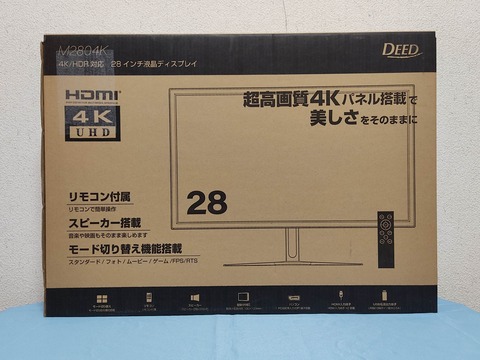 M2804K
4K/HDR 対応 28 インチ液晶ディスプレイ
DEED
HDMI
4K
UHD
超高画質4Kパネル搭載で
美しさをそのままに
リモコン付属
リモコンで簡単操作
スピーカー搭載
音楽や映画もそのまま楽しめます
モード切り替え機能搭載
スタンダード / フォト / ムービー / ゲーム /FPS/RTS
28